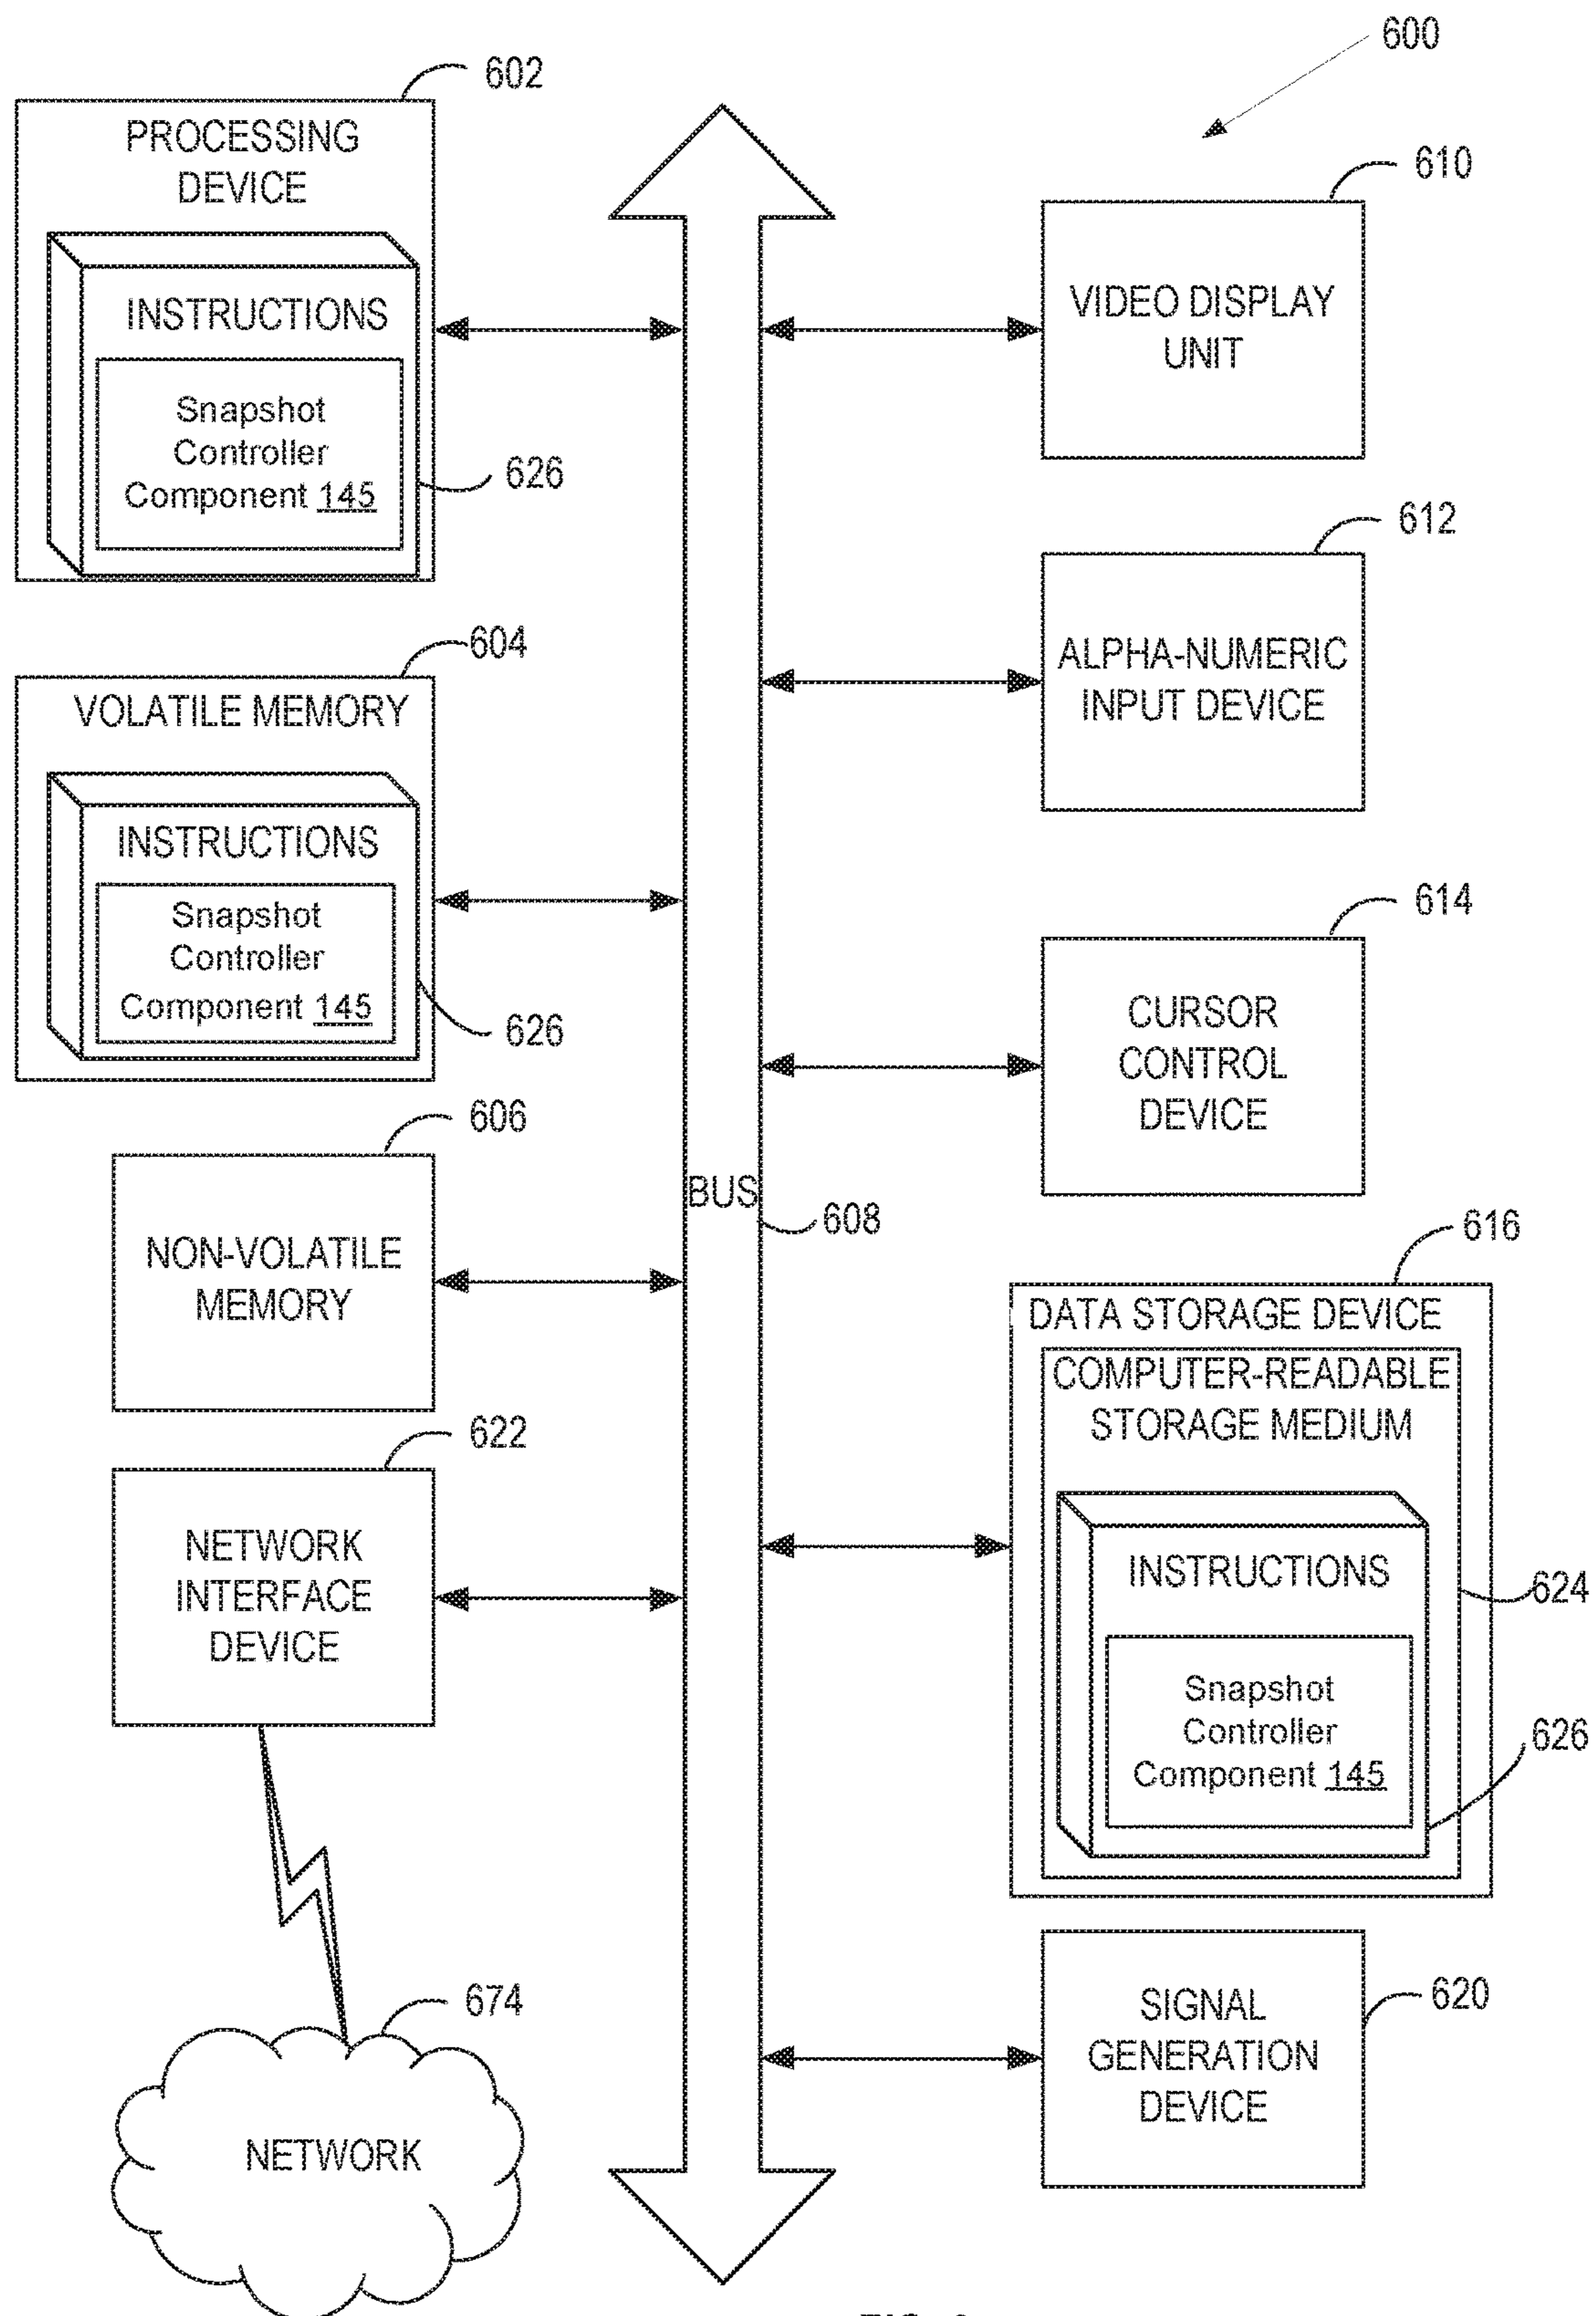 600
602
PROCESSING
DEVICE
INSTRUCTIONS
Snapshot
Controller
Component 145
626
604
VOLATILE MEMORY
INSTRUCTIONS
Snapshot
Controller
Component 145
626
606
NON-VOLATILE
MEMORY
622
NETWORK
INTERFACE
DEVICE
674
NETWORK
BUS
608
610
VIDEO DISPLAY
UNIT
612
ALPHA-NUMERIC
INPUT DEVICE
614
CURSOR
CONTROL
DEVICE
616
DATA STORAGE DEVICE
COMPUTER-READABLE
STORAGE MEDIUM
INSTRUCTIONS
624
Snapshot
Controller
Component 145
626
620
SIGNAL
GENERATION
DEVICE